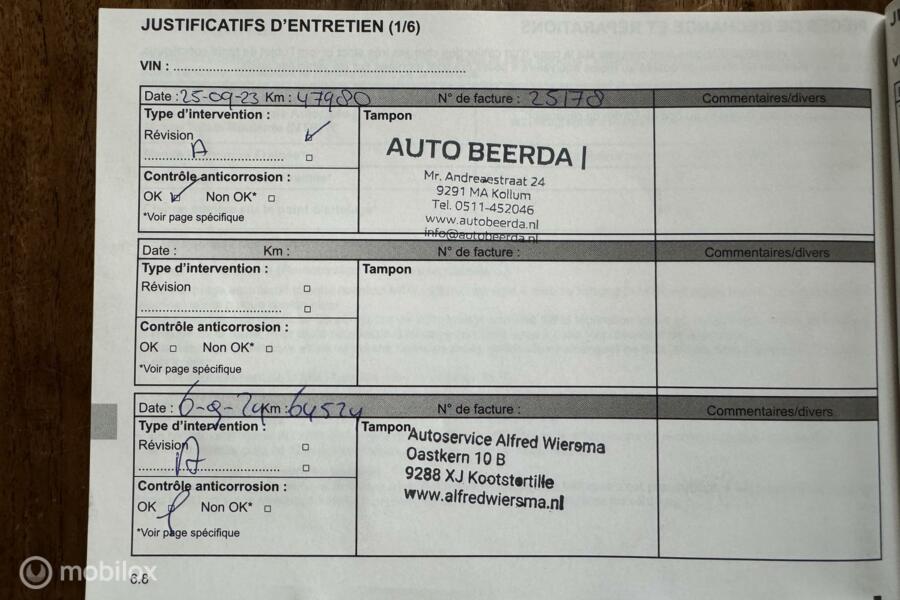 JUSTIFICATIFS D'ENTRETIEN (1/6)
VIN : ................................................................
Date : 25-09-23 Km : 47980 N° de facture : 25178 Commentaires/divers
Type d'intervention : Tampon
Révision
A
AUTO BEERDA |
Mr. Andreaestraat 24
9291 MA Kollum
Tel. 0511-452046
www.autobeerda.nl
info@autobeerda.nl
Contrôle anticorrosion :
OK Non OK*
*Voir page spécifique
Date : Km : N° de facture : Commentaires/divers
Type d'intervention : Tampon
Révision
Contrôle anticorrosion :
OK Non OK*
*Voir page spécifique
Date : 6-9-24 Km : 64524 N° de facture : Commentaires/divers
Type d'intervention : Tampon
Révision
Autoservice Alfred Wiersma
Oastkern 10 B
9288 XJ Kootstertille
www.alfredwiersma.nl
Contrôle anticorrosion :
OK Non OK*
*Voir page spécifique
6.8
mobilox